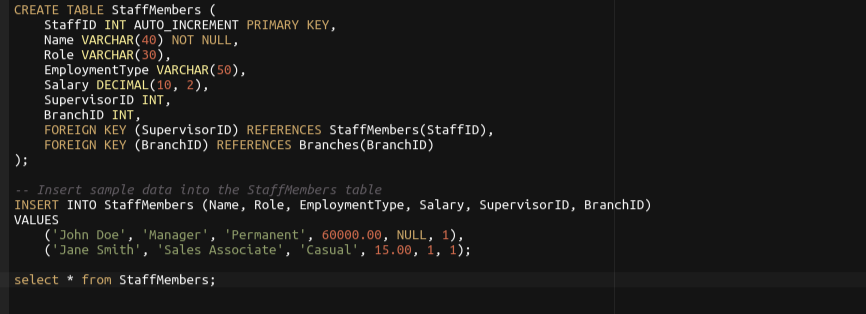 CREATE TABLE StaffMembers (
    StaffID INT AUTO_INCREMENT PRIMARY KEY,
    Name VARCHAR(40) NOT NULL,
    Role VARCHAR(30),
    EmploymentType VARCHAR(50),
    Salary DECIMAL(10, 2),
    SupervisorID INT,
    BranchID INT,
    FOREIGN KEY (SupervisorID) REFERENCES StaffMembers(StaffID),
    FOREIGN KEY (BranchID) REFERENCES Branches(BranchID)
);

-- Insert sample data into the StaffMembers table
INSERT INTO StaffMembers (Name, Role, EmploymentType, Salary, SupervisorID, BranchID)
VALUES
    ('John Doe', 'Manager', 'Permanent', 60000.00, NULL, 1),
    ('Jane Smith', 'Sales Associate', 'Casual', 15.00, 1, 1);

select * from StaffMembers;